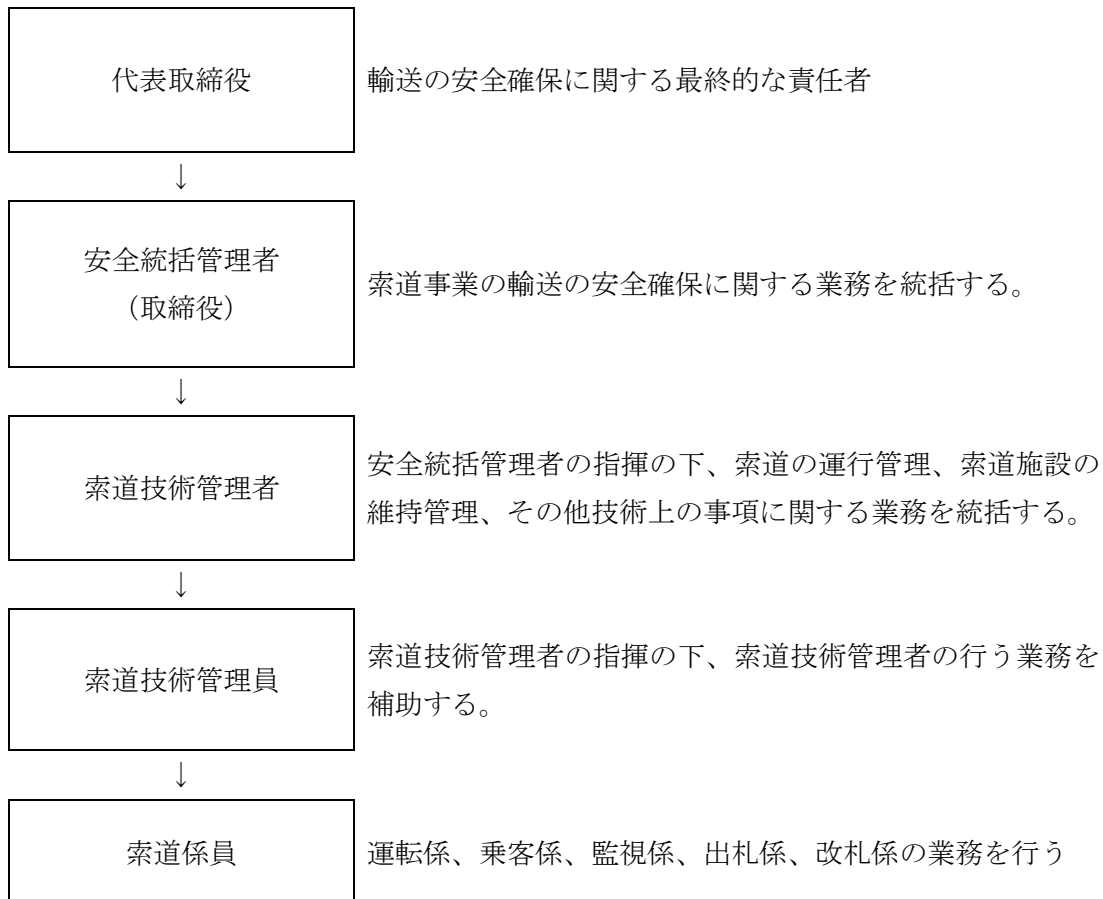 代表取締役
輸送の安全確保に関する最終的な責任者
↓
安全統括管理者
（取締役）
索道事業の輸送の安全確保に関する業務を統括する。
↓
索道技術管理者
安全統括管理者の指揮の下、索道の運行管理、索道施設の
維持管理、その他技術上の事項に関する業務を統括する。
↓
索道技術管理員
索道技術管理者の指揮の下、索道技術管理者の行う業務を
補助する。
↓
索道係員
運転係、乗客係、監視係、出札係、改札係の業務を行う